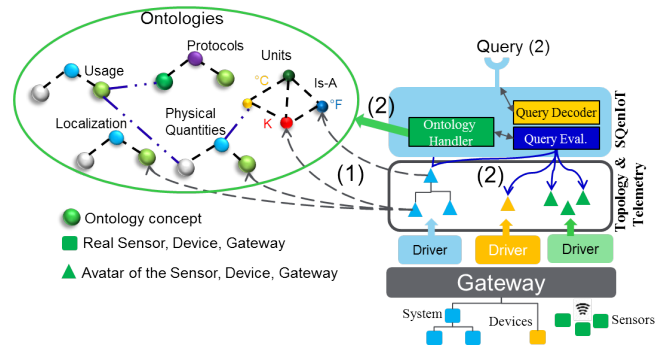 Ontologies
Protocols
Units
Usage
°C
Is-A
°F
Localization
Physical
Quantities
K
Query (2)
(2)
Query Decoder
Ontology
Handler
Query Eval.
(1)
(2)
Topology & SQenIoT
Telemetry
Ontology concept
Real Sensor, Device, Gateway
Avatar of the Sensor, Device, Gateway
Driver
Driver
Driver
Gateway
System
Devices
Sensors